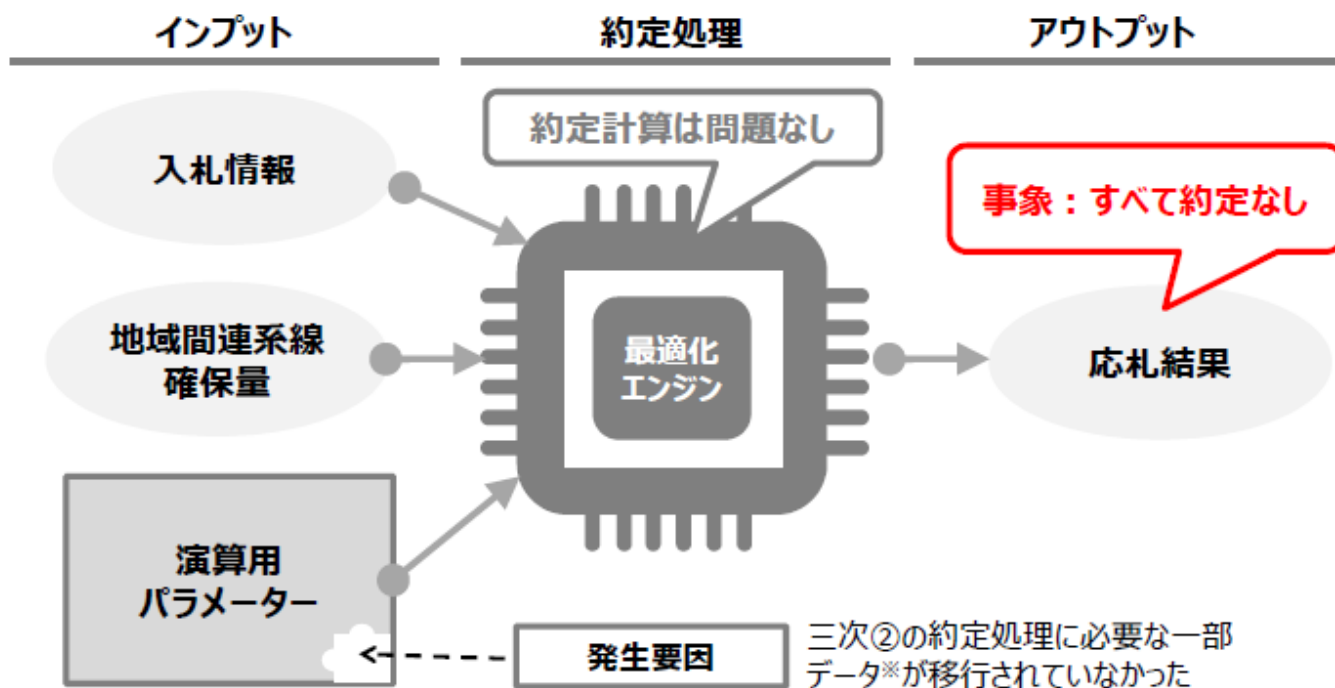 インプット
約定処理
アウトプット
約定計算は問題なし
入札情報
事象：すべて約定なし
地域間連系線
確保量
最適化
エンジン
応札結果
演算用
パラメーター
発生要因
三次②の約定処理に必要な一部
データ※が移行されていなかった